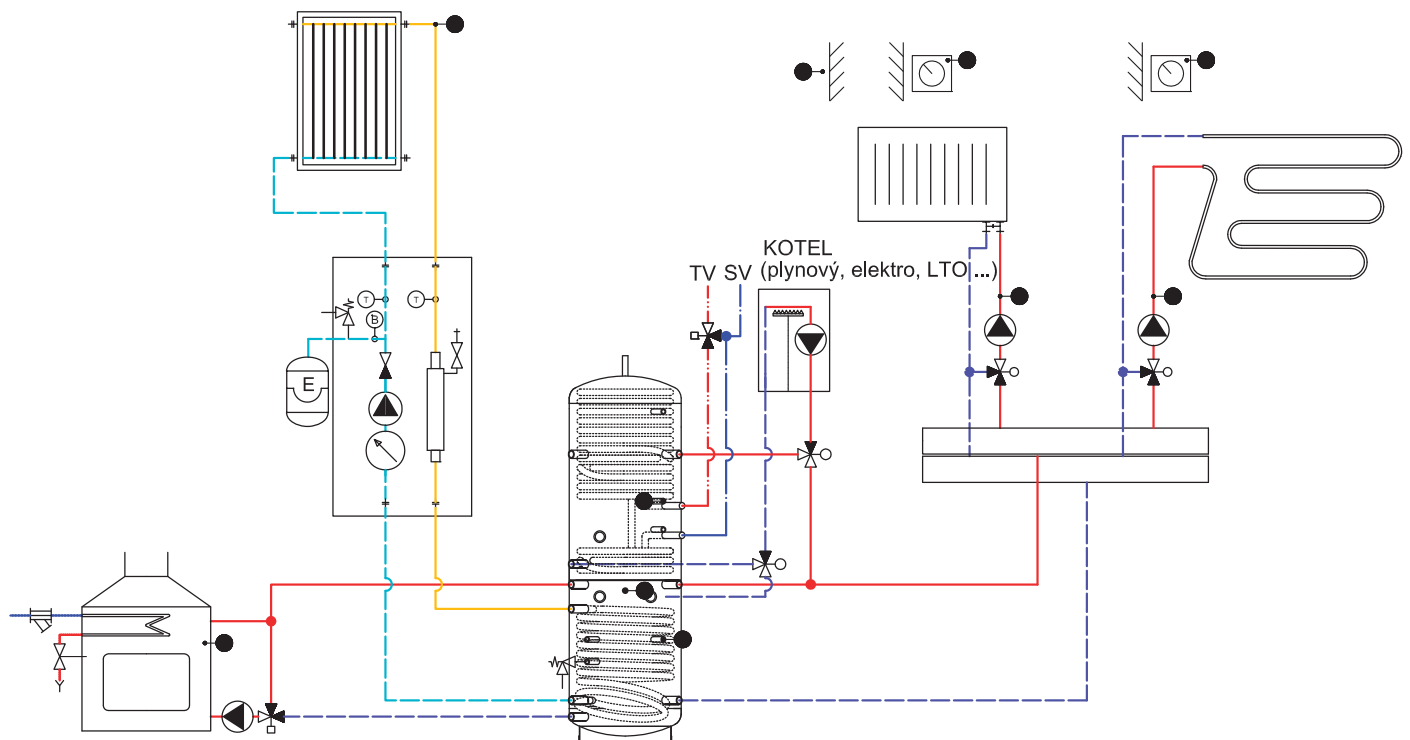 KOTEL
(plynový, elektro, LTO ...)
TV SV
T T
B
E